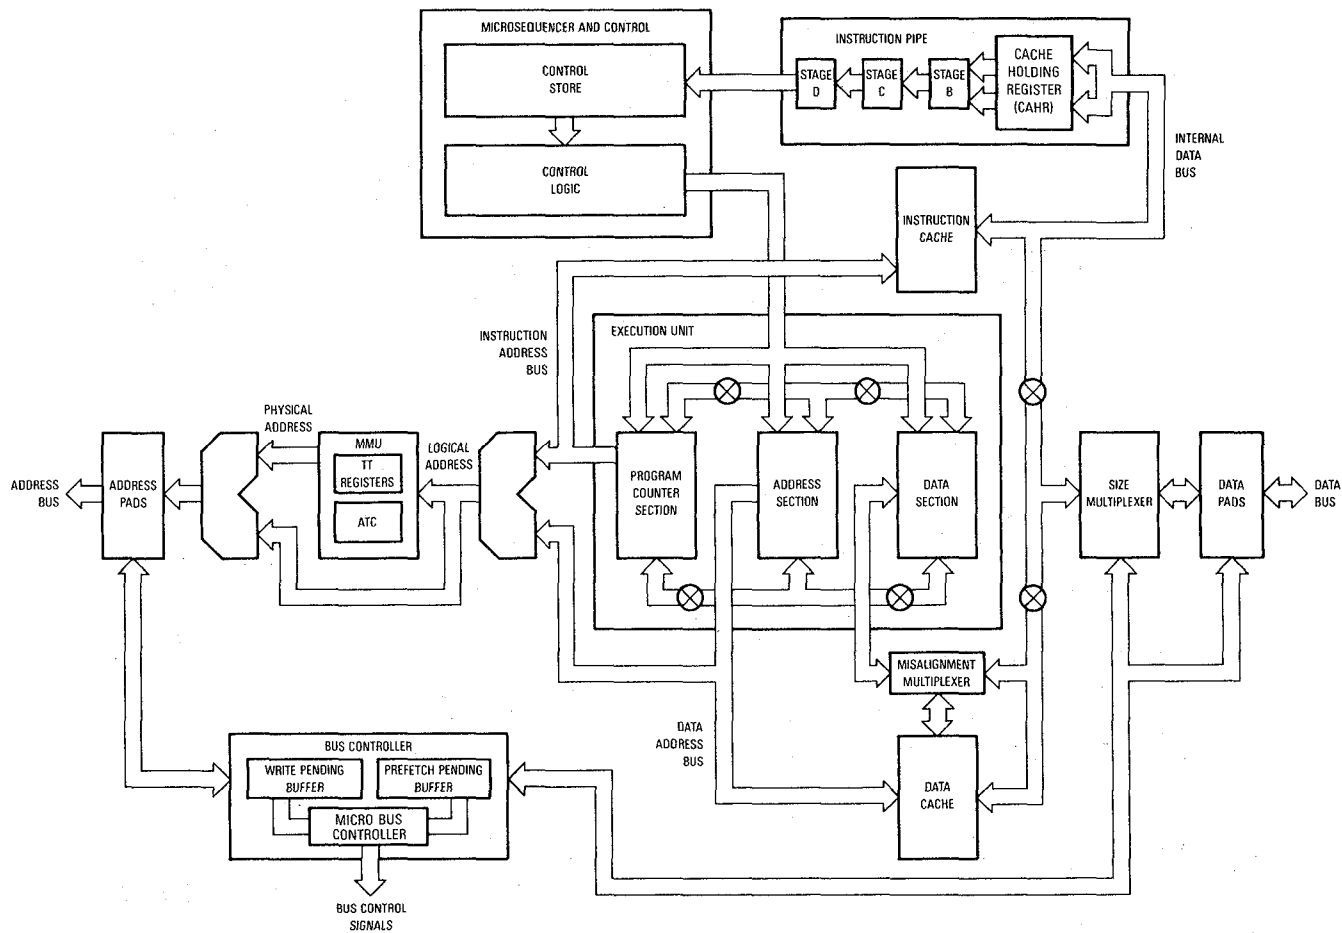 MICROSEQUENCER AND CONTROL
CONTROL
STORE
CONTROL
LOGIC
INSTRUCTION PIPE
STAGE
D
STAGE
C
STAGE
B
CACHE
HOLDING
REGISTER
(CAHR)
INTERNAL
DATA
BUS
INSTRUCTION
CACHE
INSTRUCTION
ADDRESS
BUS
EXECUTION UNIT
PROGRAM
COUNTER
SECTION
ADDRESS
SECTION
DATA
SECTION
ADDRESS
BUS
ADDRESS
PADS
PHYSICAL
ADDRESS
MMU
TT
REGISTERS
ATC
LOGICAL
ADDRESS
SIZE
MULTIPLEXER
DATA
PADS
DATA
BUS
MISALIGNMENT
MULTIPLEXER
DATA
ADDRESS
BUS
DATA
CACHE
BUS CONTROLLER
WRITE PENDING
BUFFER
PREFETCH PENDING
BUFFER
MICRO BUS
CONTROLLER
BUS CONTROL
SIGNALS